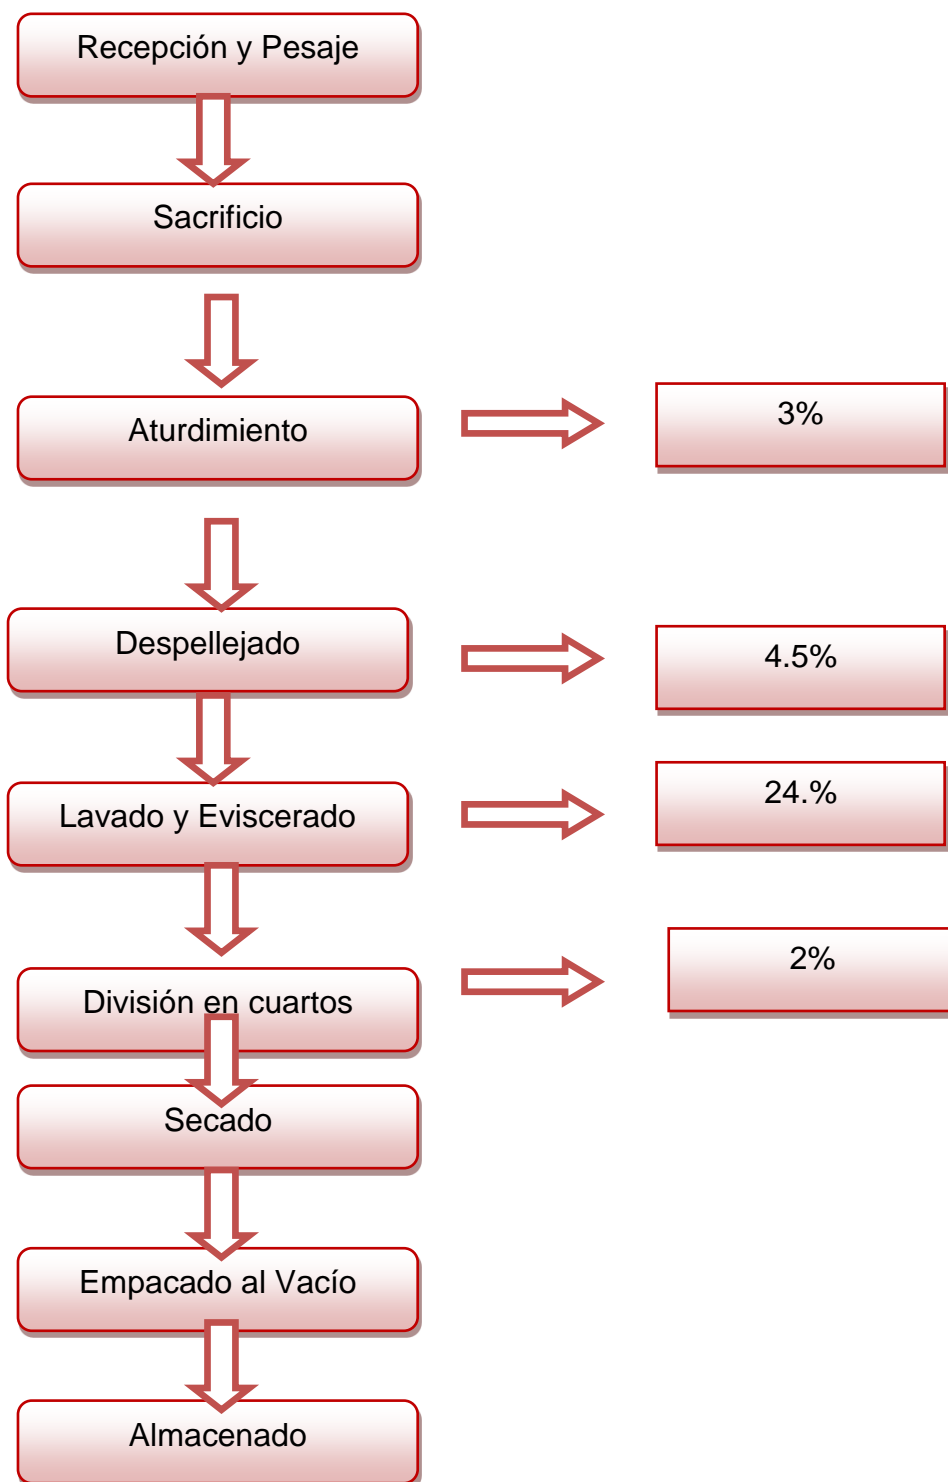 Recepción y Pesaje
Sacrificio
Aturdimiento
3%
Despellejado
4.5%
Lavado y Eviscerado
24.%
División en cuartos
2%
Secado
Empacado al Vacío
Almacenado